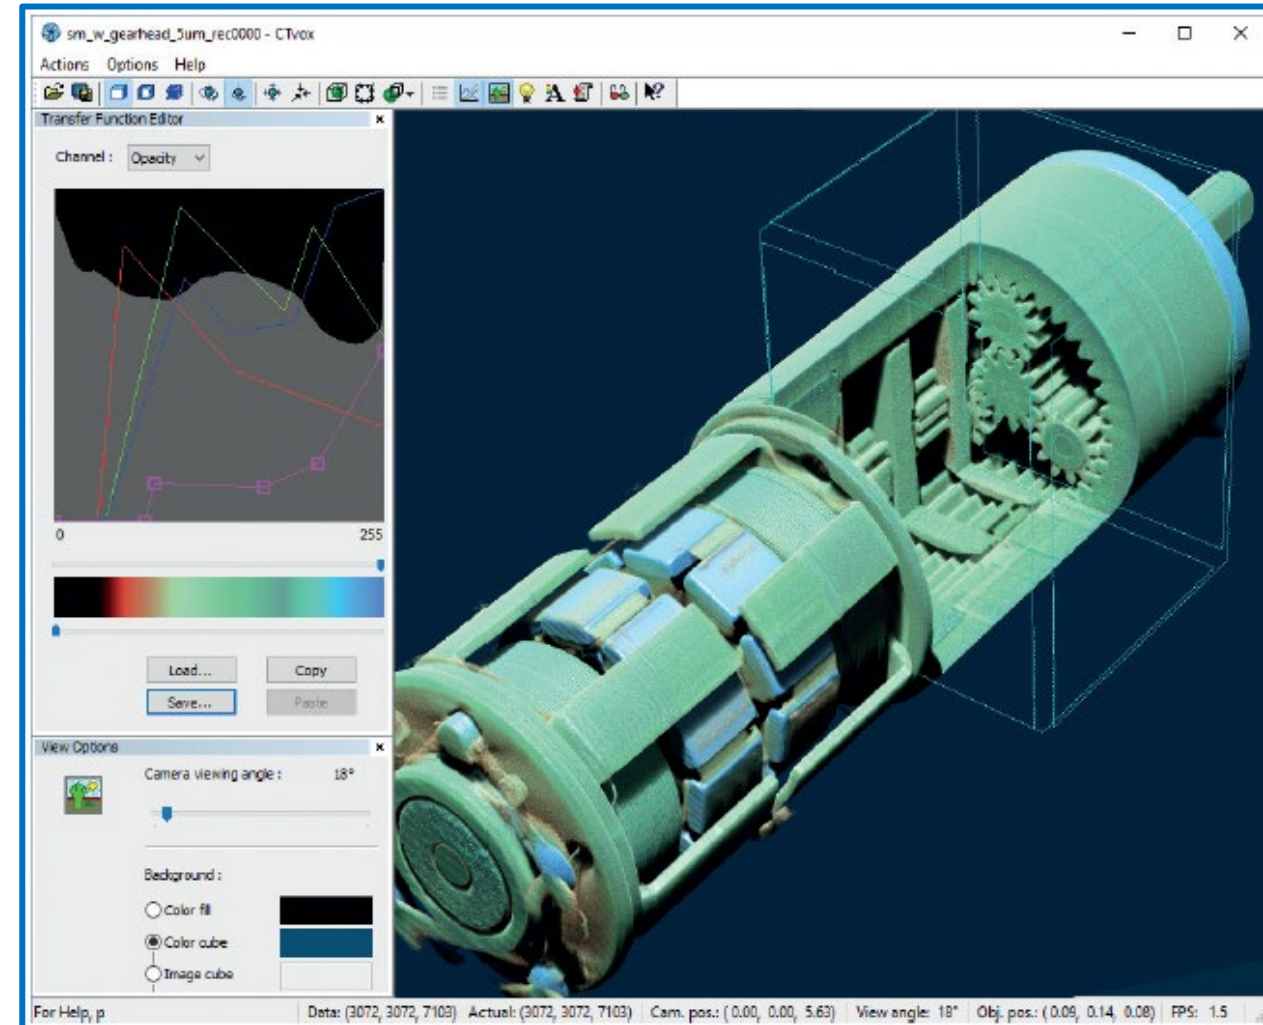 sm_w_gearhead_5um_rec0000 - CTvox
Actions Options Help
Transfer Function Editor
Channel : Opacity
0 255
Load... Copy
Save... Paste
View Options
Camera viewing angle : 18°
Background :
Color fill
Color cube
Image cube
For Help, p Data: (3072, 3072, 7103) Actual: (3072, 3072, 7103) Cam. pos.: ( 0.00, 0.00, 5.63) View angle: 18° Obj. pos.: ( 0.09, 0.14, 0.08) FPS: 1.5